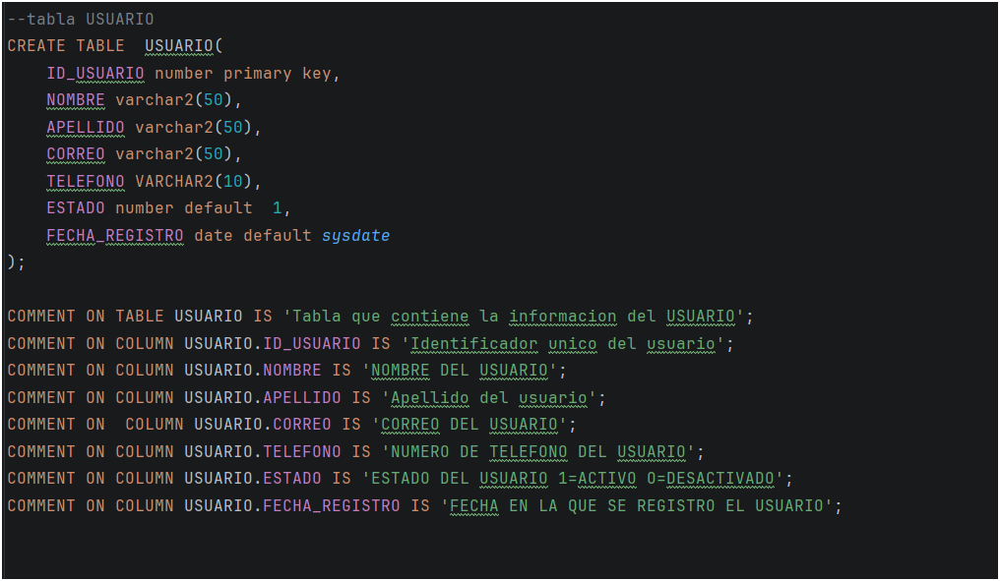 --tabla USUARIO
CREATE TABLE  USUARIO(
    ID_USUARIO number primary key,
    NOMBRE varchar2(50),
    APELLIDO varchar2(50),
    CORREO varchar2(50),
    TELEFONO VARCHAR2(10),
    ESTADO number default  1,
    FECHA_REGISTRO date default sysdate
);

COMMENT ON TABLE USUARIO IS 'Tabla que contiene la informacion del USUARIO';
COMMENT ON COLUMN USUARIO.ID_USUARIO IS 'Identificador unico del usuario';
COMMENT ON COLUMN USUARIO.NOMBRE IS 'NOMBRE DEL USUARIO';
COMMENT ON COLUMN USUARIO.APELLIDO IS 'Apellido del usuario';
COMMENT ON  COLUMN USUARIO.CORREO IS 'CORREO DEL USUARIO';
COMMENT ON COLUMN USUARIO.TELEFONO IS 'NUMERO DE TELEFONO DEL USUARIO';
COMMENT ON COLUMN USUARIO.ESTADO IS 'ESTADO DEL USUARIO 1=ACTIVO O=DESACTIVADO';
COMMENT ON COLUMN USUARIO.FECHA_REGISTRO IS 'FECHA EN LA QUE SE REGISTRO EL USUARIO';